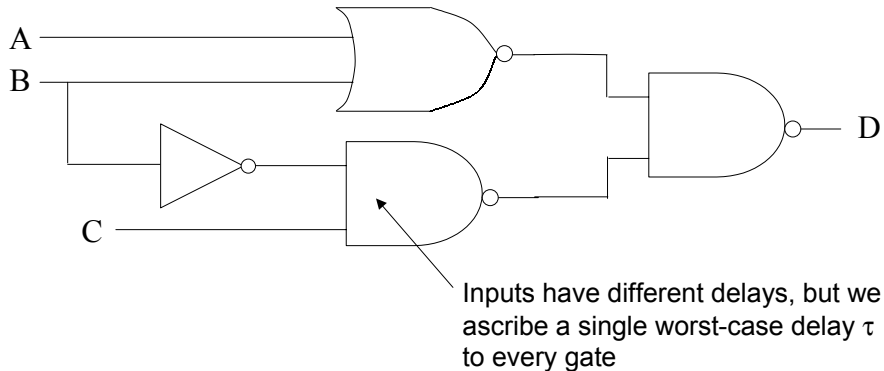 A
B
C
D
Inputs have different delays, but we
ascribe a single worst-case delay τ
to every gate